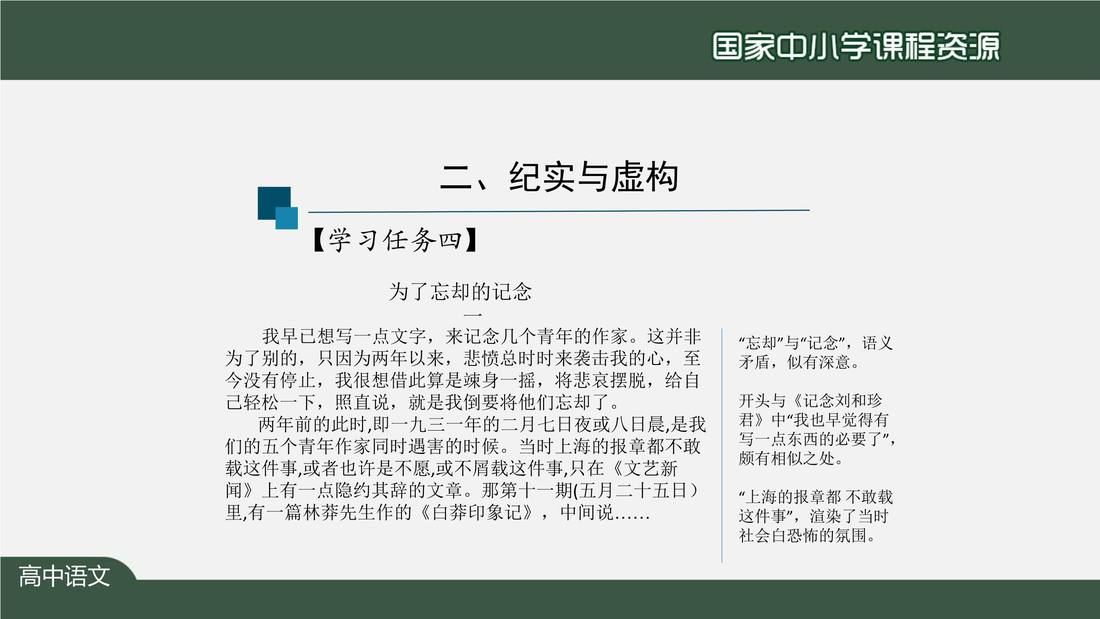 国家中小学课程资源
二、纪实与虚构
【学习任务四】
为了忘却的记念
一
我早已想写一点文字，来记念几个青年的作家。这并非
为了别的，只因为两年以来，悲愤总时时来袭击我的心，至
今没有停止，我很想借此算是竦身一摇，将悲哀摆脱，给自
己轻松一下，照直说，就是我倒要将他们忘却了。
两年前的此时,即一九三一年的二月七日夜或八日晨,是我
们的五个青年作家同时遇害的时候。当时上海的报章都不敢
载这件事,或者也许是不愿,或不屑载这件事,只在《文艺新
闻》上有一点隐约其辞的文章。那第十一期(五月二十五日）
里,有一篇林莽先生作的《白莽印象记》，中间说……
“忘却”与“记念”，语义
矛盾，似有深意。
开头与《记念刘和珍
君》中“我也早觉得有
写一点东西的必要了”，
颇有相似之处。
“上海的报章都 不敢载
这件事”，渲染了当时
社会白恐怖的氛围。
高中语文